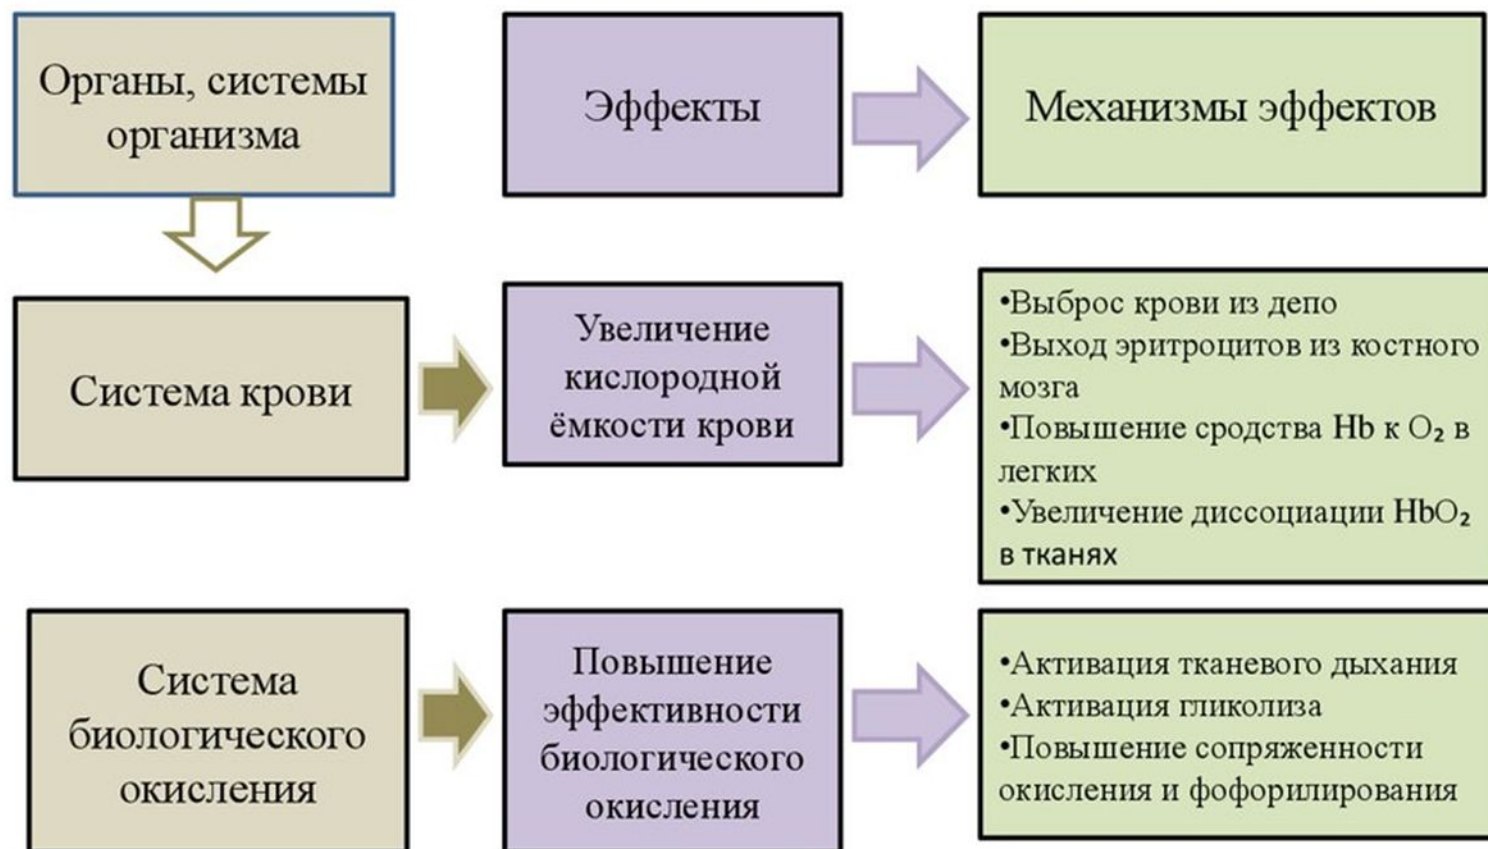 Органы, системы
организма
Эффекты
Механизмы эффектов
Система крови
Увеличение
кислородной
ёмкости крови
•Выброс крови из депо
•Выход эритроцитов из костного
мозга
•Повышение сродства Hb к O₂ в
легких
•Увеличение диссоциации HbO₂
в тканях
Система
биологического
окисления
Повышение
эффективности
биологического
окисления
•Активация тканевого дыхания
•Активация гликолиза
•Повышение сопряженности
окисления и фофорилирования